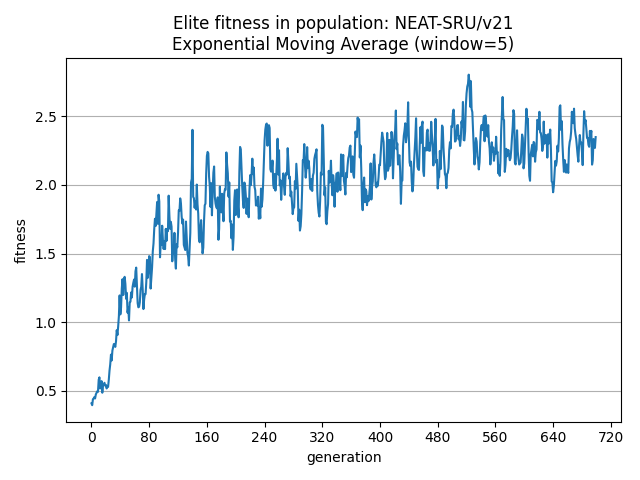 Elite fitness in population: NEAT-SRU/v21
Exponential Moving Average (window=5)
fitness
2.5
2.0
1.5
1.0
0.5
0 80 160 240 320 400 480 560 640 720
generation